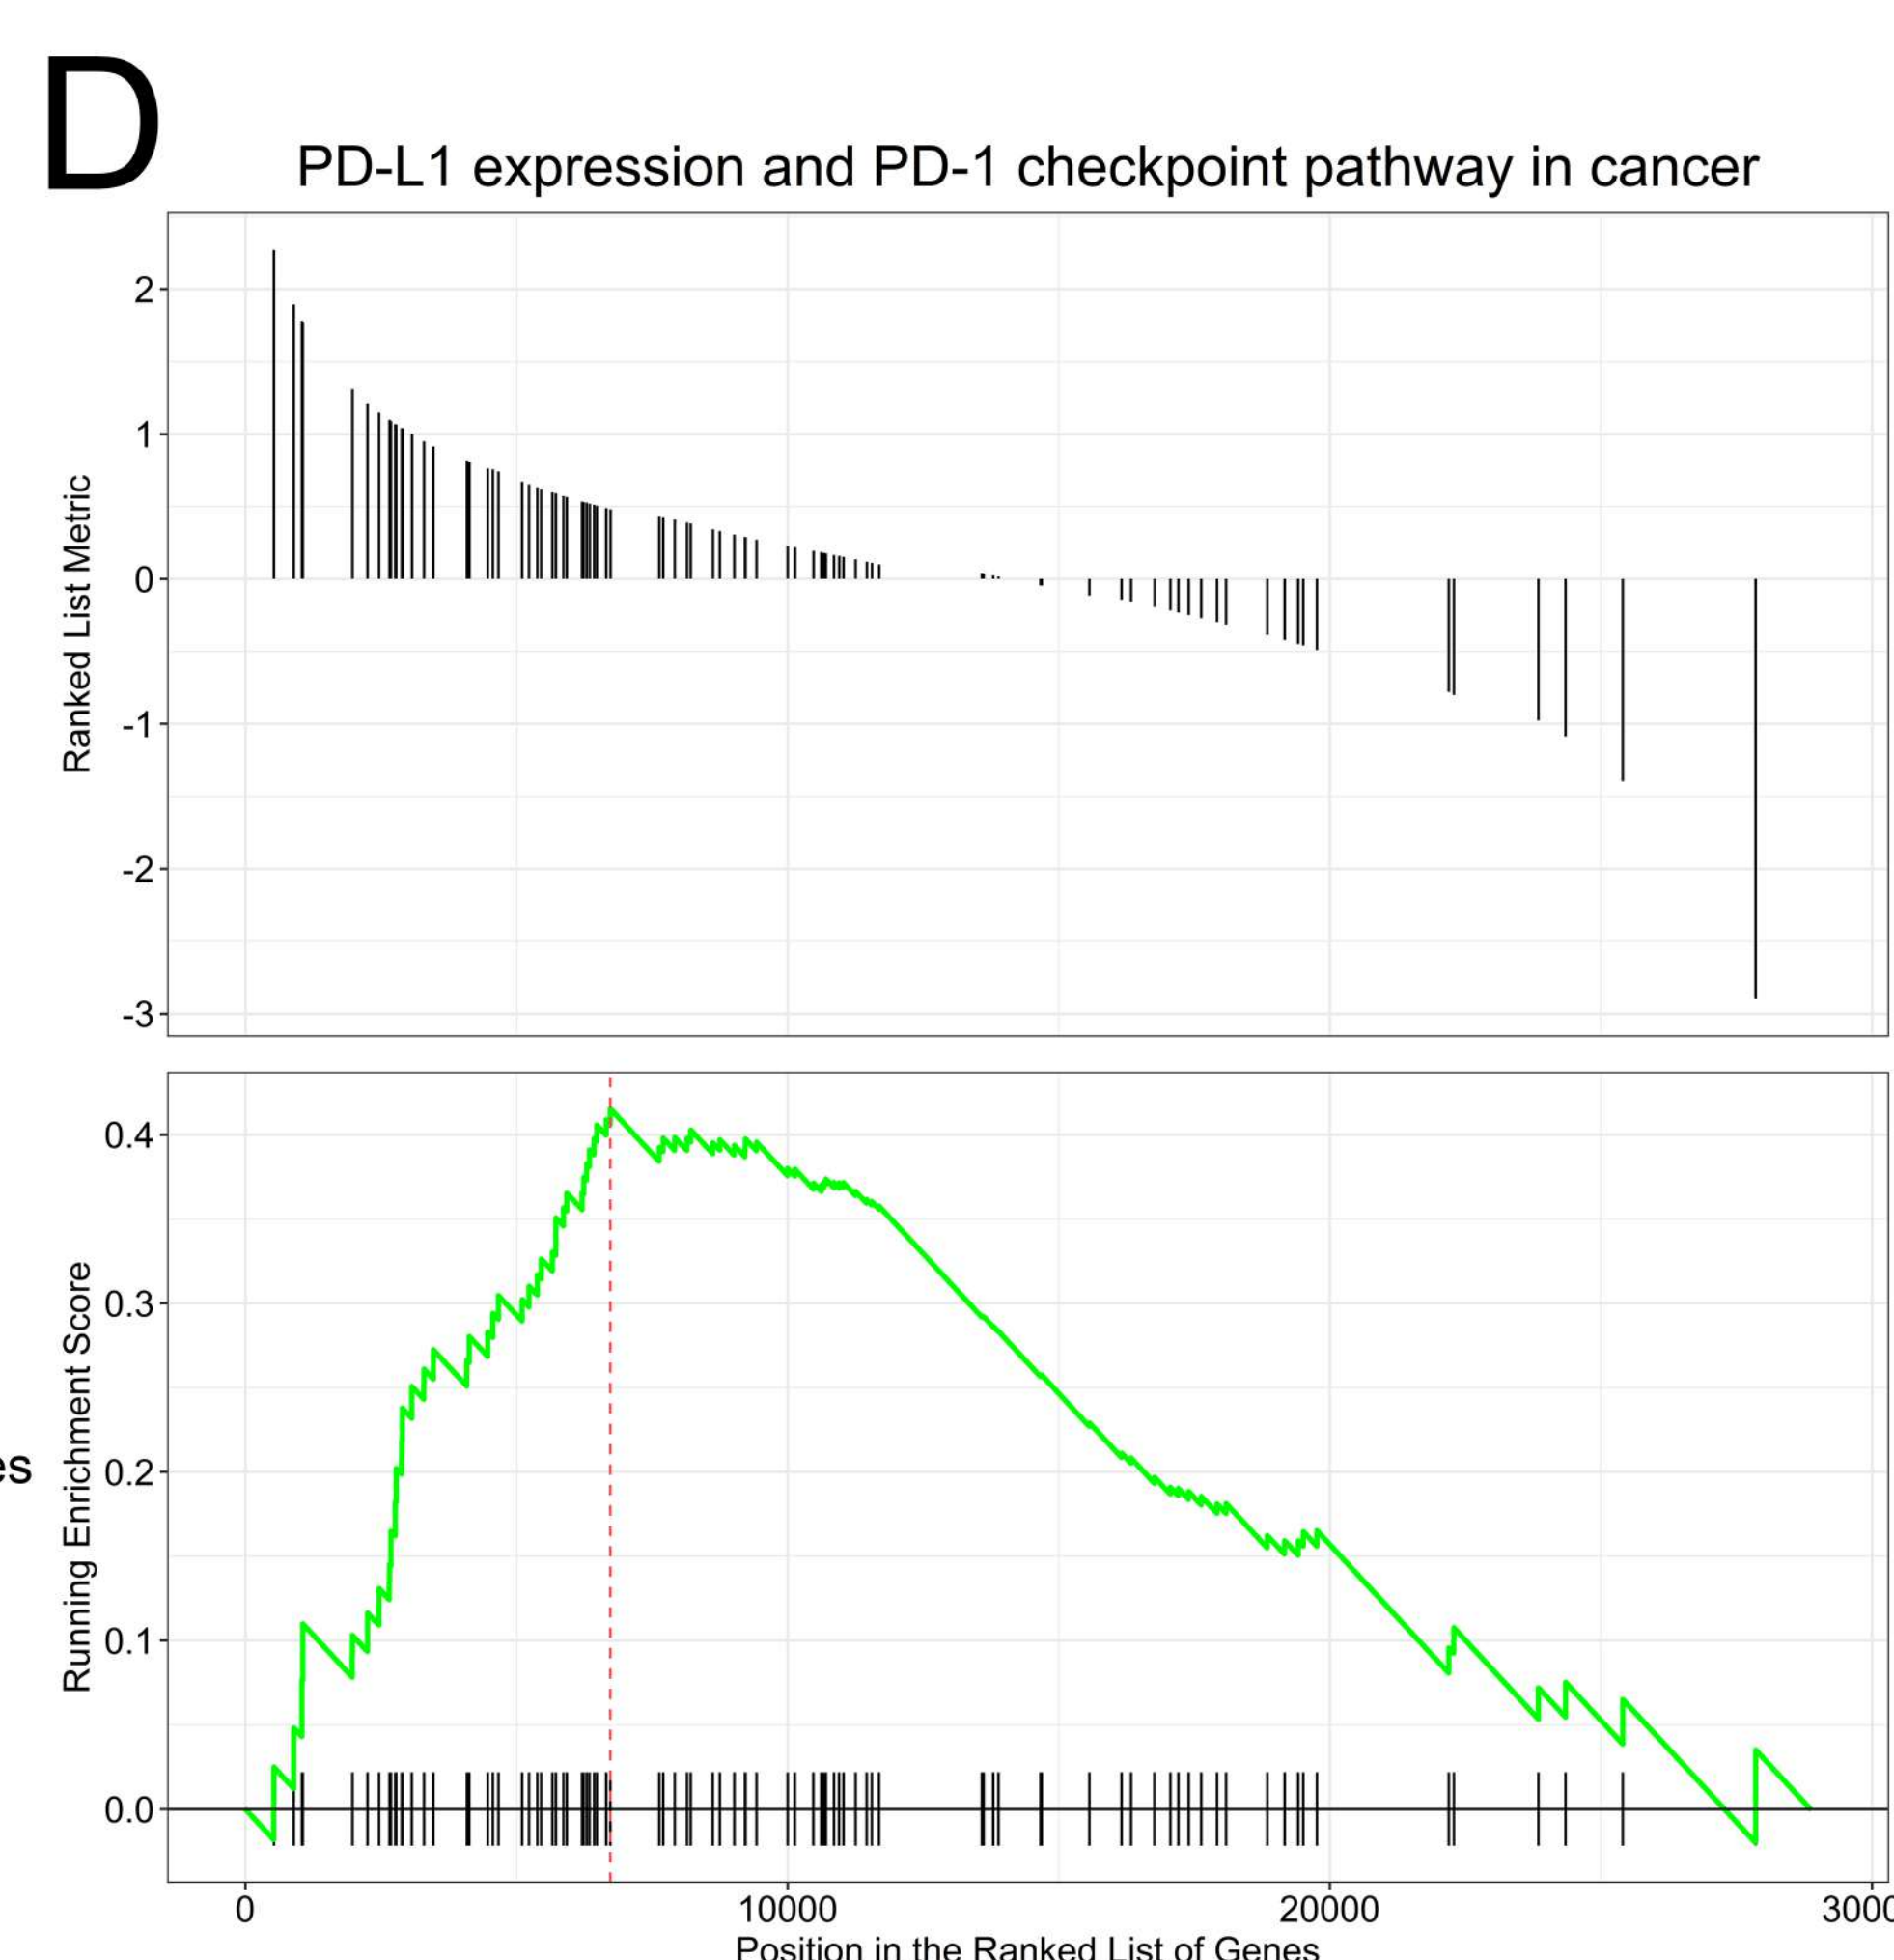 D
PD-L1 expression and PD-1 checkpoint pathway in cancer
Ranked List Metric
2
1
0
-1
-2
-3
es
Running Enrichment Score
0.4
0.3
0.2
0.1
0.0
0 10000 20000 3000
Position in the Ranked List of Genes